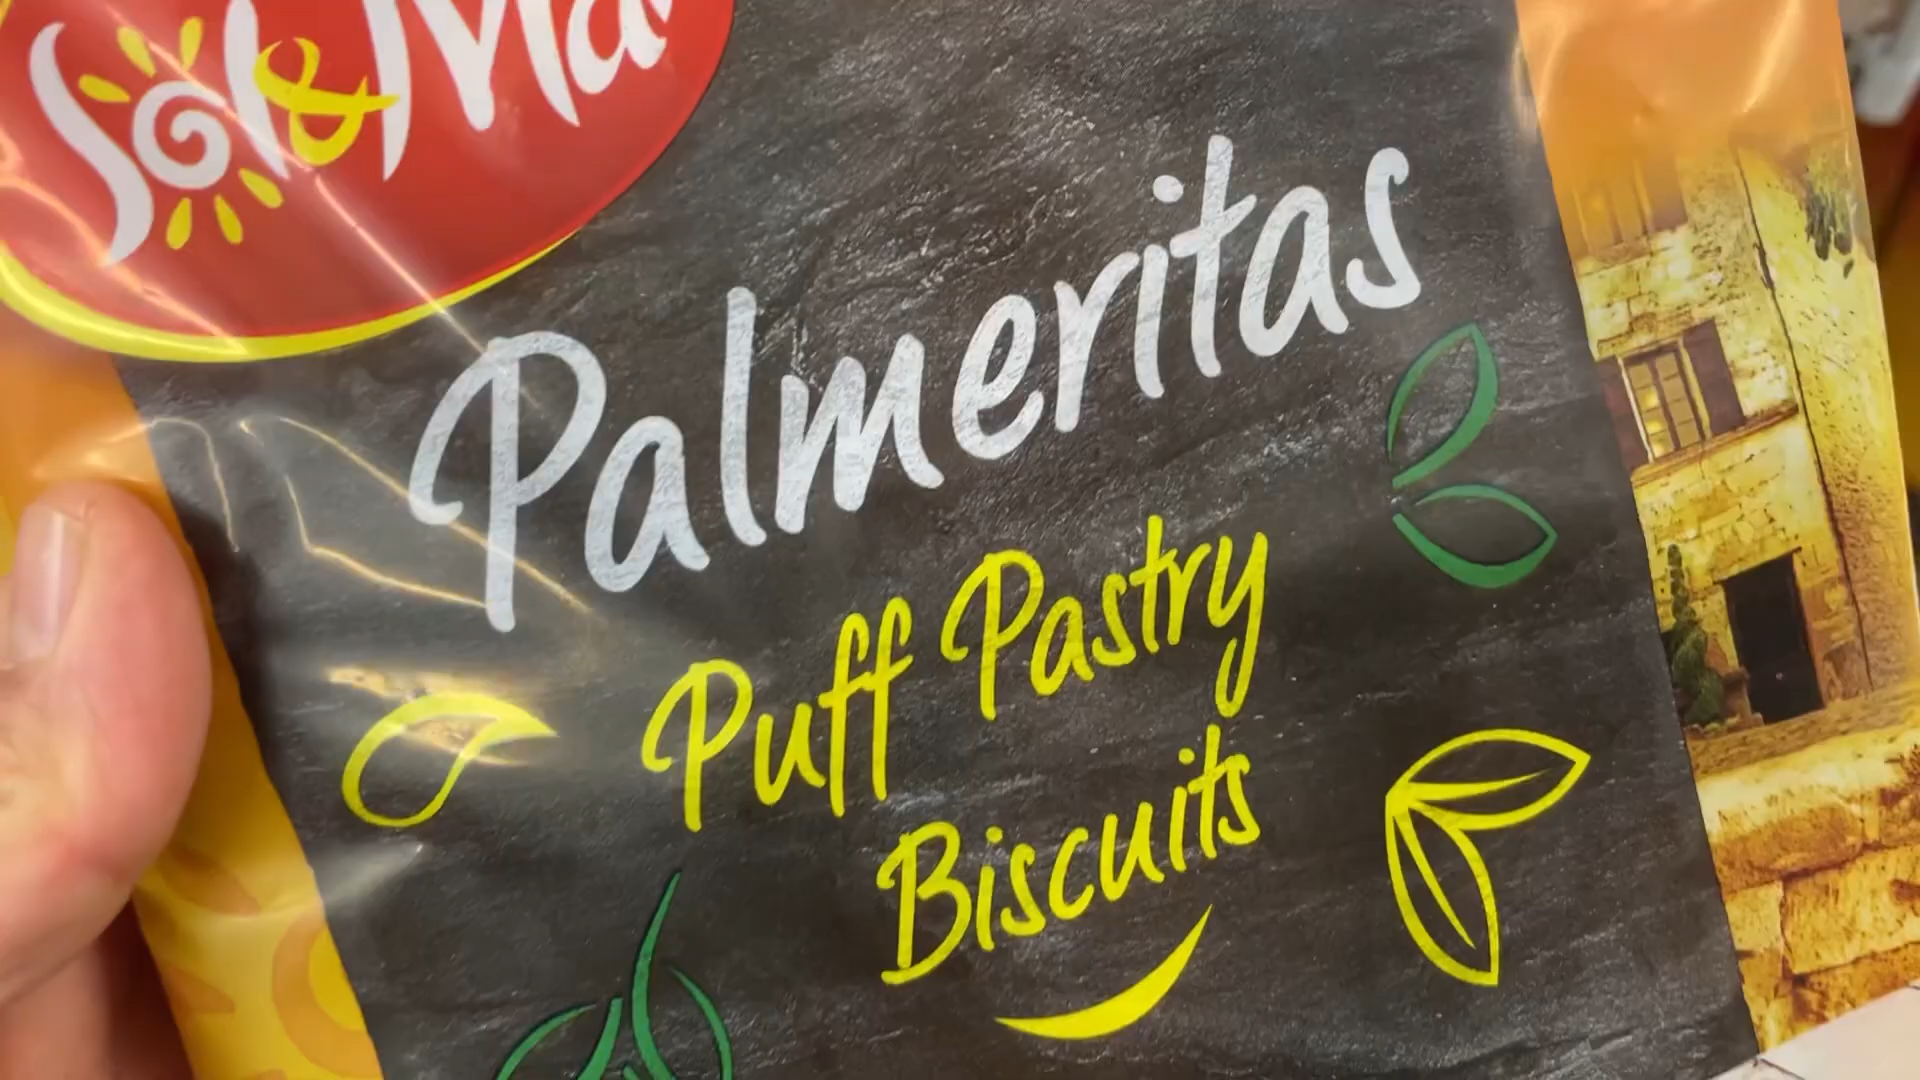 Sol & Ma
Palmeritas
Puff Pastry
Biscuits